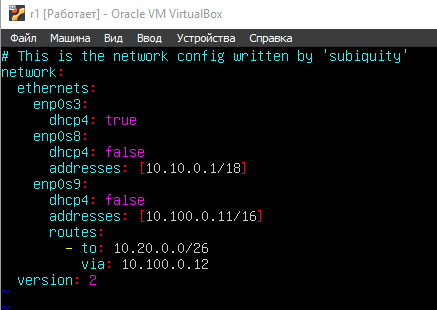 r1 [Работает] - Oracle VM VirtualBox
Файл Машина Вид Ввод Устройства Справка
# This is the network config written by 'subiquity'
network:
  ethernets:
    enp0s3:
      dhcp4: true
    enp0s8:
      dhcp4: false
      addresses: [10.10.0.1/18]
    enp0s9:
      dhcp4: false
      addresses: [10.100.0.11/16]
      routes:
        - to: 10.20.0.0/26
          via: 10.100.0.12
  version: 2
~
~